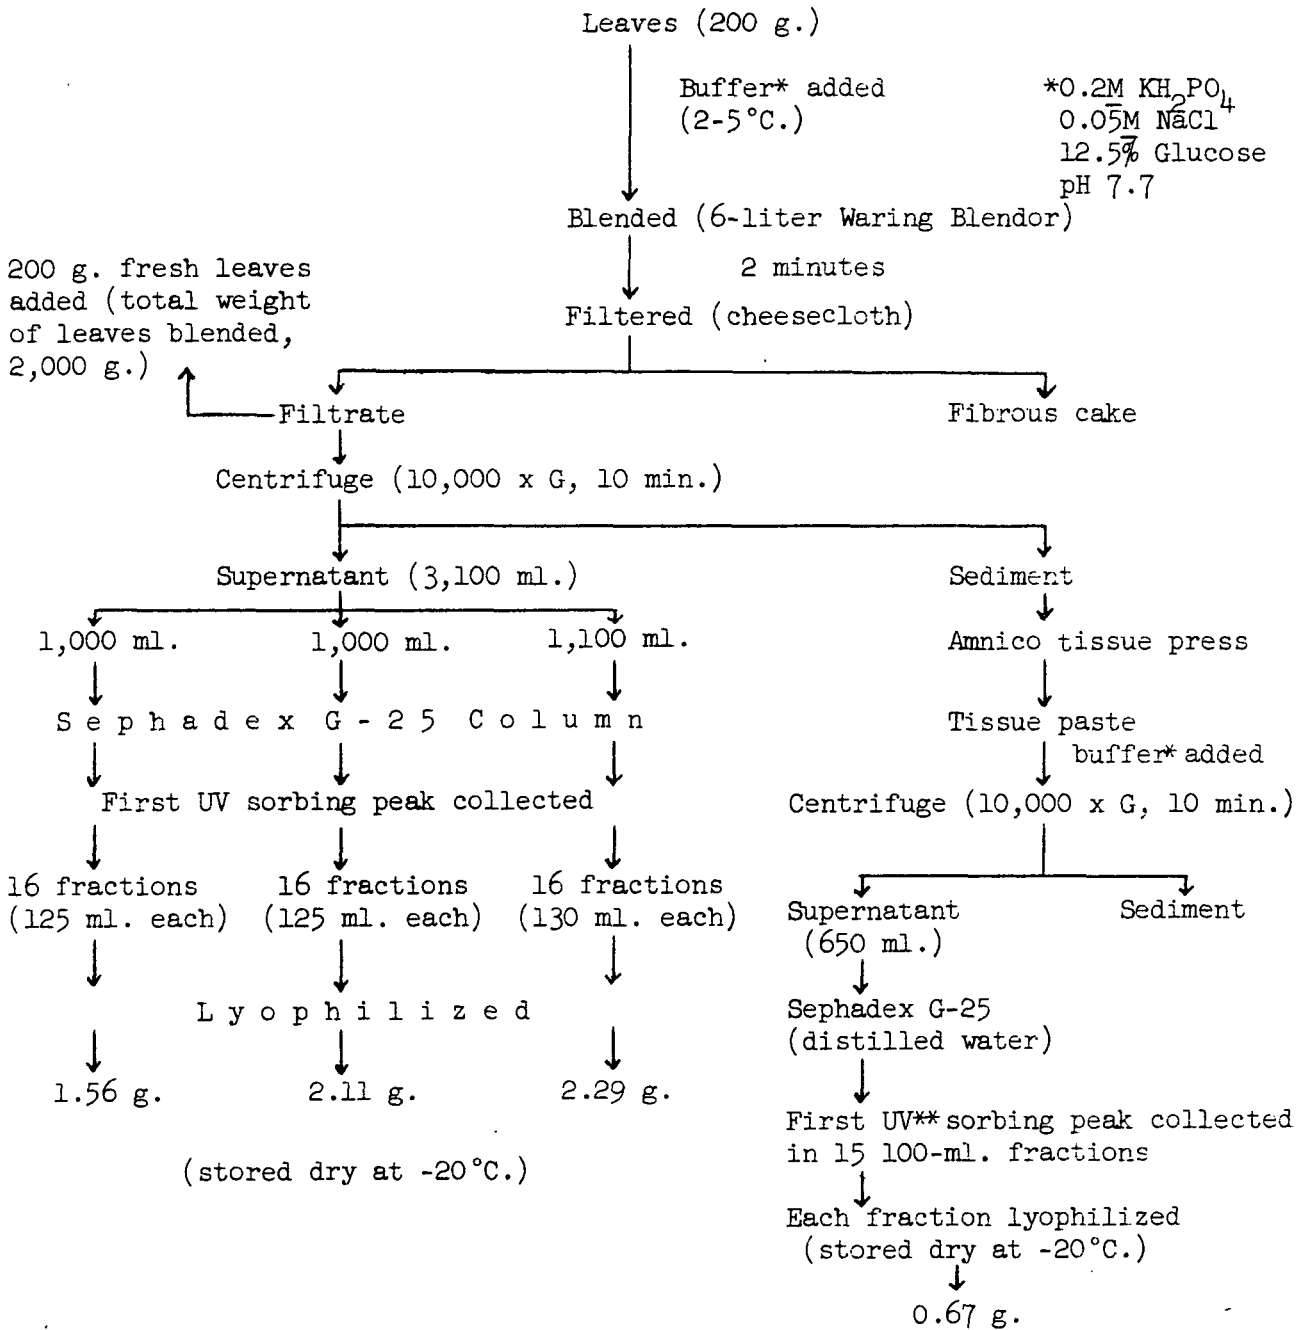 Leaves (200 g.)
Buffer* added
(2-5°C.)
*0.2M KH2PO4
0.05M NaCl
12.5% Glucose
pH 7.7
Blended (6-liter Waring Blendor)
2 minutes
200 g. fresh leaves
added (total weight
of leaves blended,
2,000 g.)
Filtered (cheesecloth)
Filtrate
Fibrous cake
Centrifuge (10,000 x G, 10 min.)
Supernatant (3,100 ml.)
1,000 ml.
1,000 ml.
1,100 ml.
Sephadex G-25 Column
First UV sorbing peak collected
16 fractions
(125 ml. each)
16 fractions
(125 ml. each)
16 fractions
(130 ml. each)
Lyophilized
1.56 g.
2.11 g.
2.29 g.
(stored dry at -20°C.)
Sediment
Amnico tissue press
Tissue paste
buffer* added
Centrifuge (10,000 x G, 10 min.)
Supernatant
(650 ml.)
Sediment
Sephadex G-25
(distilled water)
First UV** sorbing peak collected
in 15 100-ml. fractions
Each fraction lyophilized
(stored dry at -20°C.)
0.67 g.